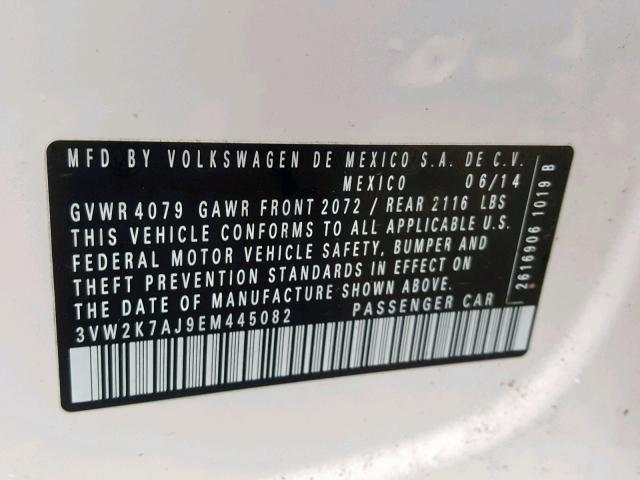 MFD BY VOLKSWAGEN DE MEXICO S.A. DE C.V.
MEXICO 06/14
GVWR 4079 GAWR FRONT 2072 / REAR 2116 LBS
THIS VEHICLE CONFORMS TO ALL APPLICABLE U.S.
FEDERAL MOTOR VEHICLE SAFETY, BUMPER AND
THEFT PREVENTION STANDARDS IN EFFECT ON
THE DATE OF MANUFACTURE SHOWN ABOVE.
3VW2K7AJ9EM445082 PASSENGER CAR
2616906 1019 B